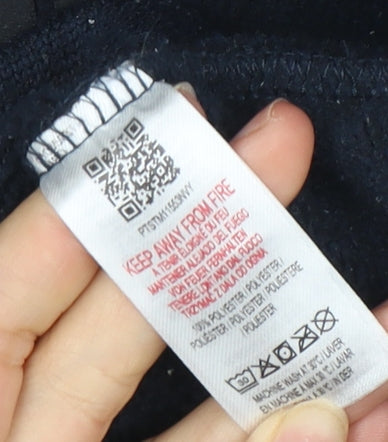 PTSTM11553NVY
KEEP AWAY FROM FIRE
A TENIR ÉLOIGNÉ DU FEU
MANTENER ALEJADO DEL FUEGO
VON FEUER FERNHALTEN
TENERE LONTANO DAL FUOCO
TRZYMAĆ Z DALA OD OGNIA
100% POLYESTER / POLYESTER /
POLIÉSTER / POLYESTER / POLIESTERE
/ POLIESTER
30
MACHINE WASH AT 30°C / LAVER
EN MACHINE À MAX 30°C / LAVAR